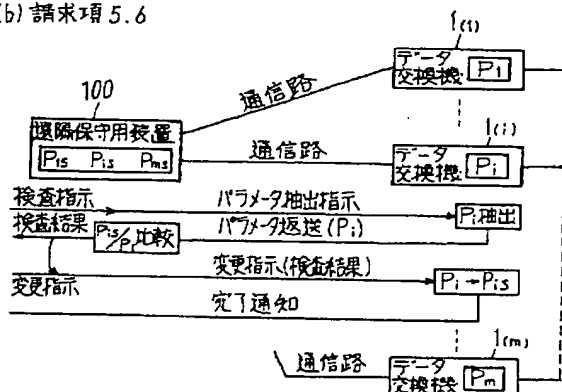 (b) 請求項5.6
1(1)
データ
交換機 P1
100
通信路
遠隔保守用装置
P1s Pis Pms
通信路
1(i)
データ
交換機 Pi
検査指示
パラメータ抽出指示
Pi抽出
検査結果
Pis/Pi比較
パラメータ返送(Pi)
変更指示(検査結果)
変更指示
Pi→Pis
完了通知
1(m)
通信路
データ
交換機 Pm